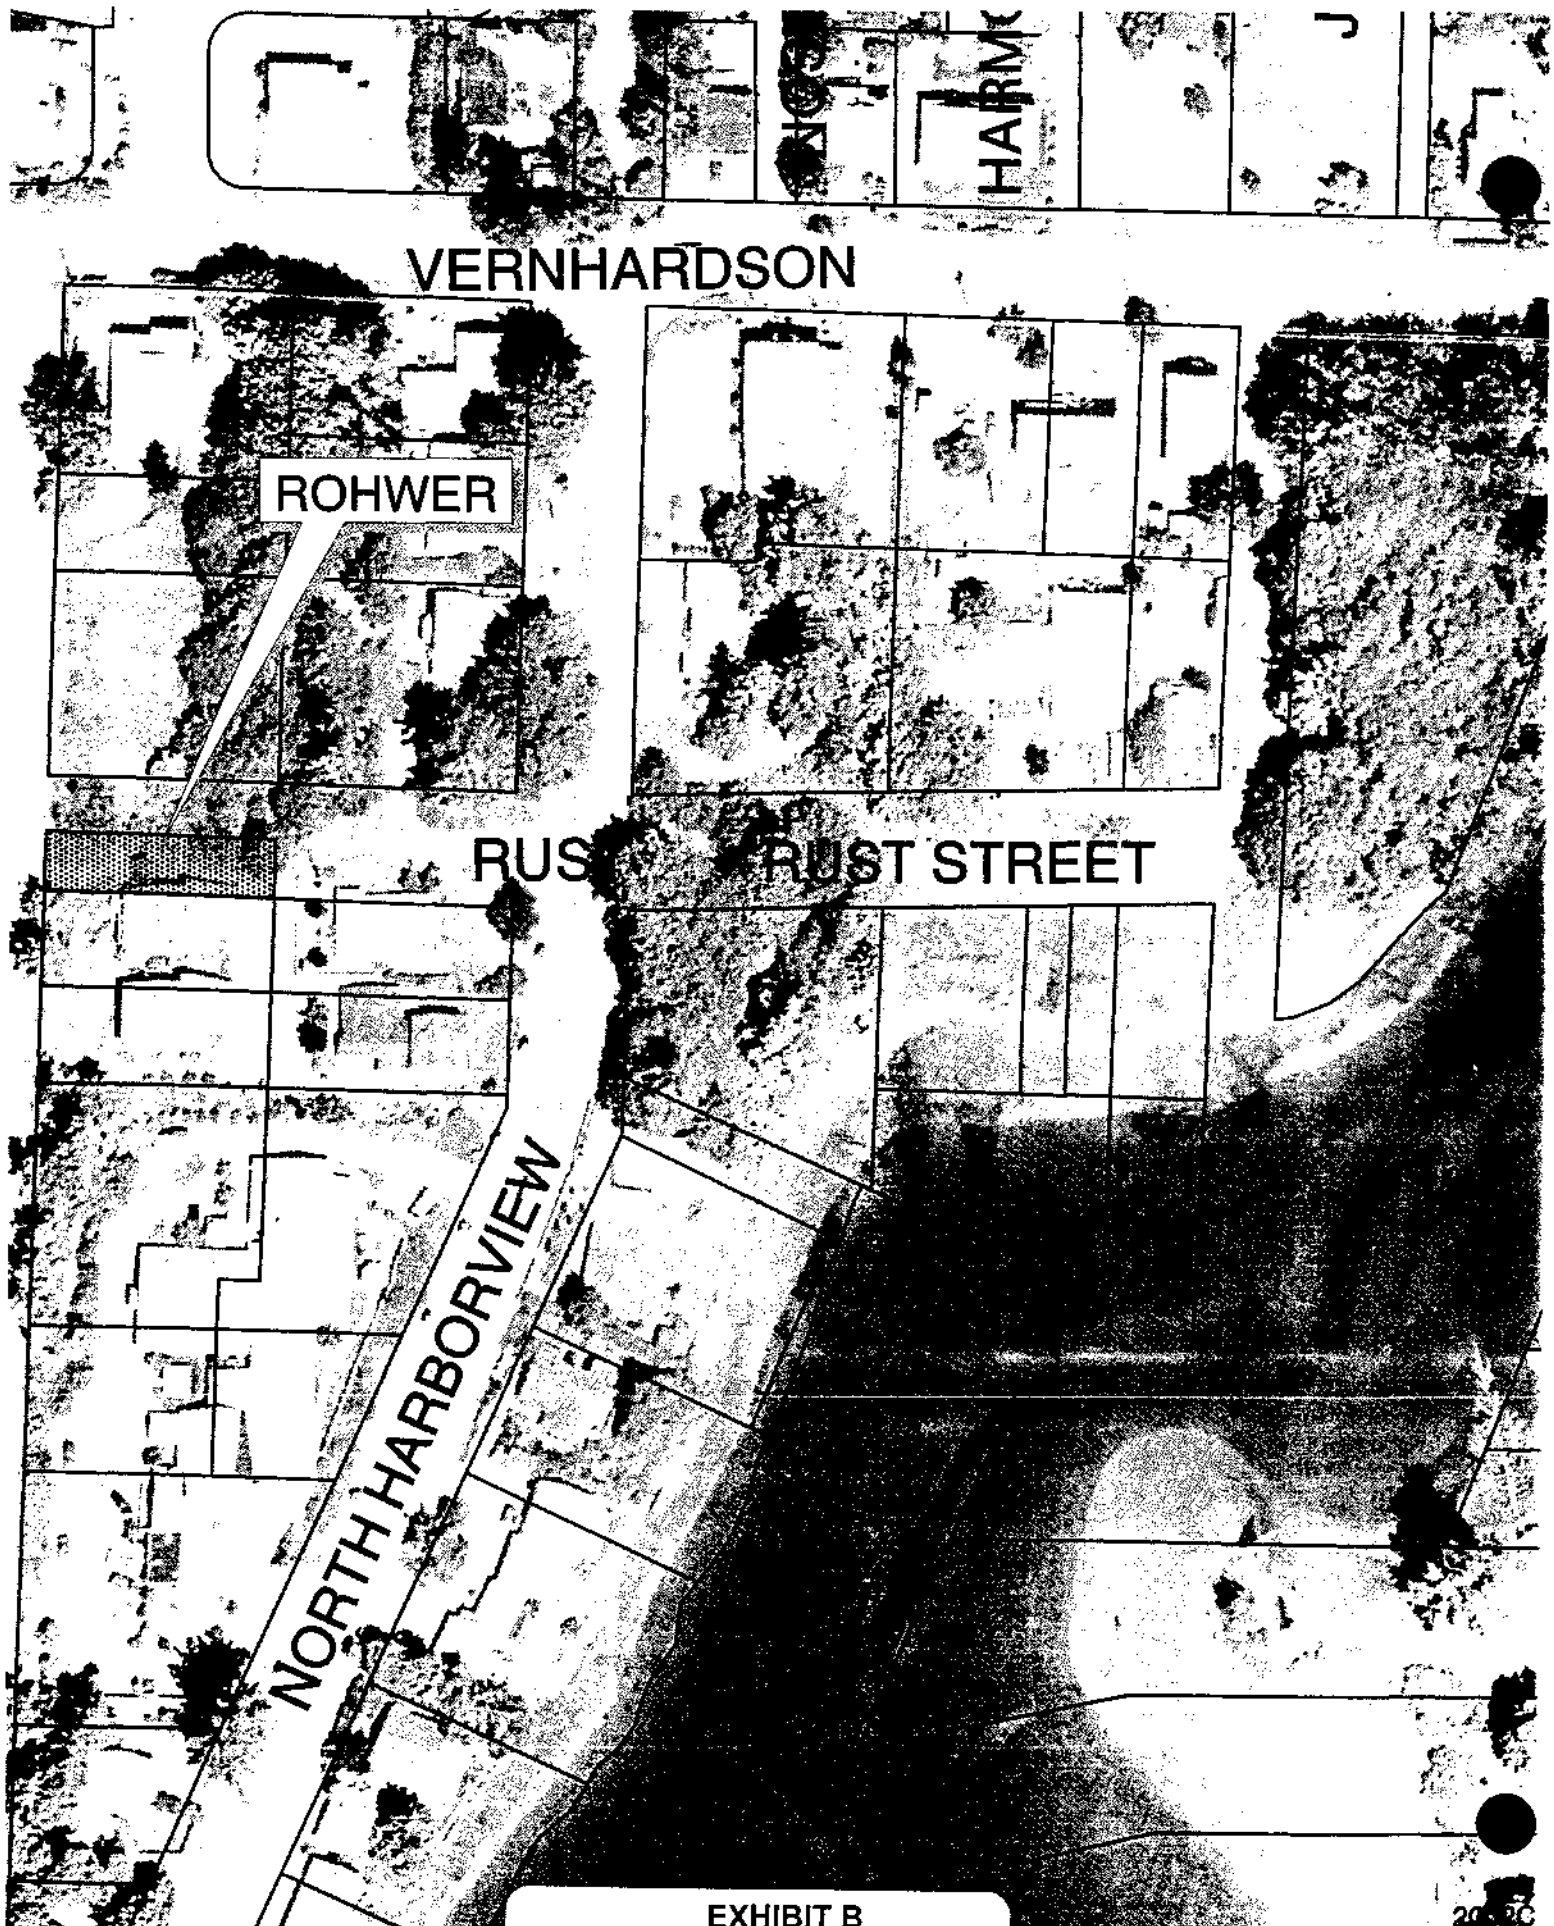 VERNHARDSON
ROHWER
RUS
RUST STREET
NORTH HARBORVIEW
EXHIBIT B